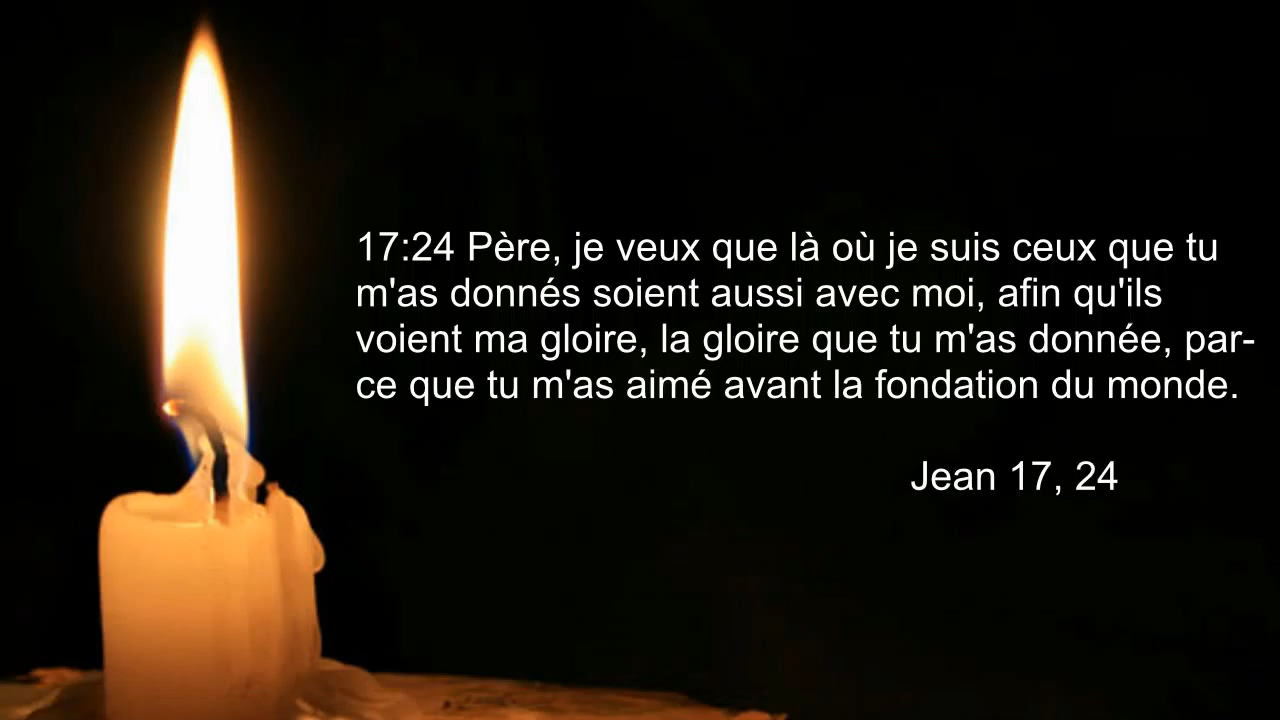 17:24 Père, je veux que là où je suis ceux que tu
m'as donnés soient aussi avec moi, afin qu'ils
voient ma gloire, la gloire que tu m'as donnée, par-
ce que tu m'as aimé avant la fondation du monde.
Jean 17, 24